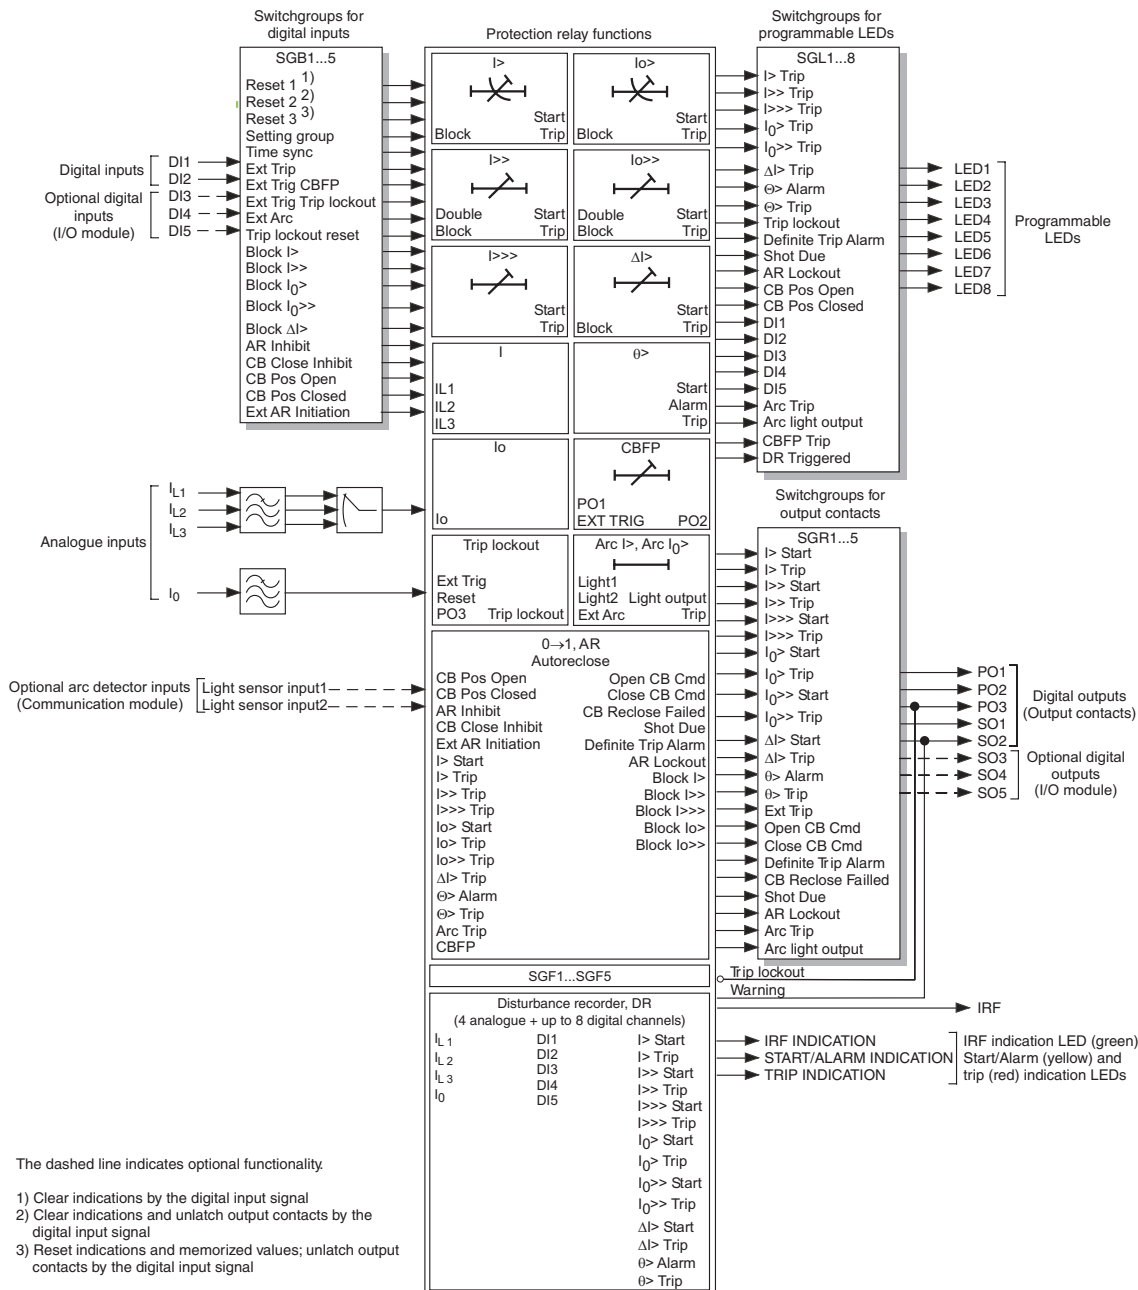 Switchgroups for
digital inputs
SGB1...5
Reset 1 1)
Reset 2 2)
Reset 3 3)
Setting group
Time sync
Ext Trip
Ext Trig CBFP
Ext Trig Trip lockout
Ext Arc
Trip lockout reset
Block I>
Block I>>
Block I0>
Block I0>>
Block ΔI>
AR Inhibit
CB Close Inhibit
CB Pos Open
CB Pos Closed
Ext AR Initiation
Digital inputs
DI1
DI2
Optional digital
inputs
(I/O module)
DI3
DI4
DI5
Analogue inputs
IL1
IL2
IL3
I0
Optional arc detector inputs
(Communication module)
Light sensor input1
Light sensor input2
Protection relay functions
I>
Block
Start
Trip
Io>
Block
Start
Trip
I>>
Double
Block
Start
Trip
Io>>
Double
Block
Start
Trip
I>>>
Start
Trip
ΔI>
Block
Start
Trip
I
IL1
IL2
IL3
θ>
Start
Alarm
Trip
Io
Io
CBFP
PO1
EXT TRIG
PO2
Trip lockout
Ext Trig
Reset
PO3
Trip lockout
Arc I>, Arc I0>
Light1
Light2
Light output
Ext Arc
Trip
0→1, AR
Autoreclose
CB Pos Open
CB Pos Closed
AR Inhibit
CB Close Inhibit
Ext AR Initiation
I> Start
I> Trip
I>> Trip
I>>> Trip
Io> Start
Io> Trip
Io>> Trip
ΔI> Trip
Θ> Alarm
Θ> Trip
Arc Trip
CBFP
Open CB Cmd
Close CB Cmd
CB Reclose Failed
Shot Due
Definite Trip Alarm
AR Lockout
Block I>
Block I>>
Block I>>>
Block Io>
Block Io>>
SGF1...SGF5
Disturbance recorder, DR
(4 analogue + up to 8 digital channels)
IL 1
IL 2
IL 3
I0
DI1
DI2
DI3
DI4
DI5
I> Start
I> Trip
I>> Start
I>> Trip
I>>> Start
I>>> Trip
I0> Start
I0> Trip
I0>> Start
I0>> Trip
ΔI> Start
ΔI> Trip
θ> Alarm
θ> Trip
Switchgroups for
programmable LEDs
SGL1...8
I> Trip
I>> Trip
I>>> Trip
I0> Trip
I0>> Trip
ΔI> Trip
Θ> Alarm
Θ> Trip
Trip lockout
Definite Trip Alarm
Shot Due
AR Lockout
CB Pos Open
CB Pos Closed
DI1
DI2
DI3
DI4
DI5
Arc Trip
Arc light output
CBFP Trip
DR Triggered
LED1
LED2
LED3
LED4
LED5
LED6
LED7
LED8
Programmable
LEDs
Switchgroups for
output contacts
SGR1...5
I> Start
I> Trip
I>> Start
I>> Trip
I>>> Start
I>>> Trip
I0> Start
I0> Trip
I0>> Start
I0>> Trip
ΔI> Start
ΔI> Trip
θ> Alarm
θ> Trip
Ext Trip
Open CB Cmd
Close CB Cmd
Definite Trip Alarm
CB Reclose Failled
Shot Due
AR Lockout
Arc Trip
Arc light output
PO1
PO2
PO3
SO1
SO2
SO3
SO4
SO5
Digital outputs
(Output contacts)
Optional digital
outputs
(I/O module)
Trip lockout
Warning
IRF
IRF INDICATION
START/ALARM INDICATION
TRIP INDICATION
IRF indication LED (green)
Start/Alarm (yellow) and
trip (red) indication LEDs
The dashed line indicates optional functionality.
1) Clear indications by the digital input signal
2) Clear indications and unlatch output contacts by the
digital input signal
3) Reset indications and memorized values; unlatch output
contacts by the digital input signal